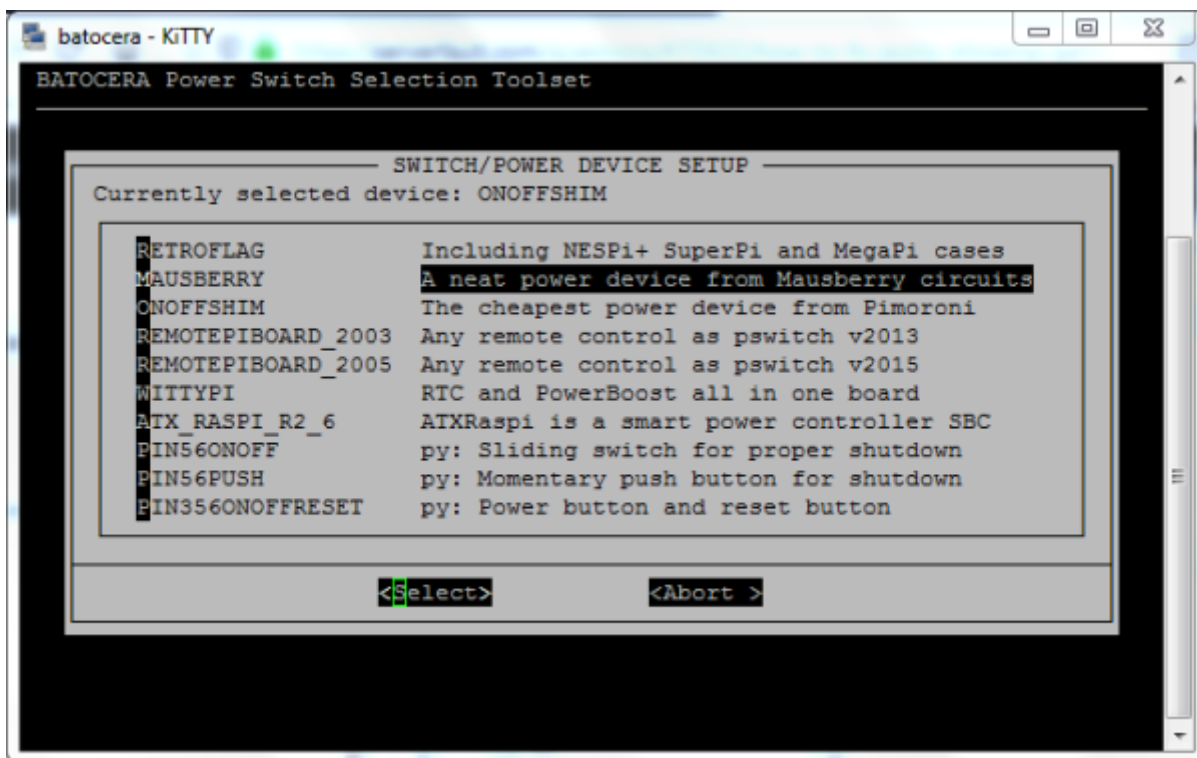 batocera - KiTTY
BATOCERA Power Switch Selection Toolset
SWITCH/POWER DEVICE SETUP
Currently selected device: ONOFFSHIM
RETROFLAG Including NESPi+ SuperPi and MegaPi cases
MAUSBERRY A neat power device from Mausberry circuits
ONOFFSHIM The cheapest power device from Pimoroni
REMOTEPIBOARD_2003 Any remote control as pswitch v2013
REMOTEPIBOARD_2005 Any remote control as pswitch v2015
WITTYPI RTC and PowerBoost all in one board
ATX_RASPI_R2_6 ATXRaspi is a smart power controller SBC
PIN56ONOFF py: Sliding switch for proper shutdown
PIN56PUSH py: Momentary push button for shutdown
PIN356ONOFFRESET py: Power button and reset button
<Select> <Abort >